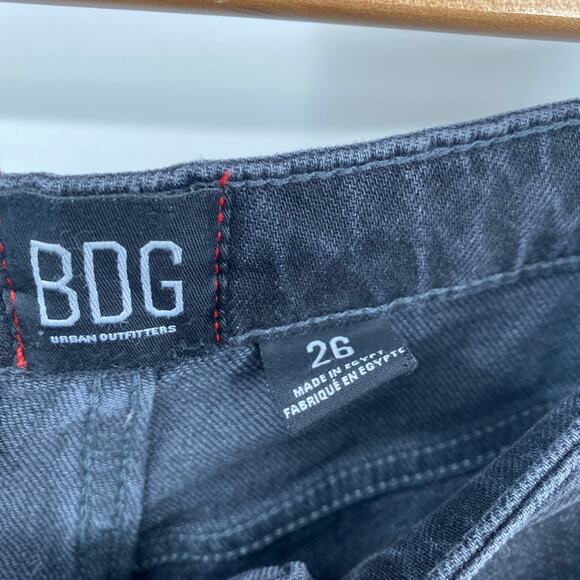 BDG
URBAN OUTFITTERS
26
MADE IN EGYPT
FABRIQUÉ EN EGYPTE